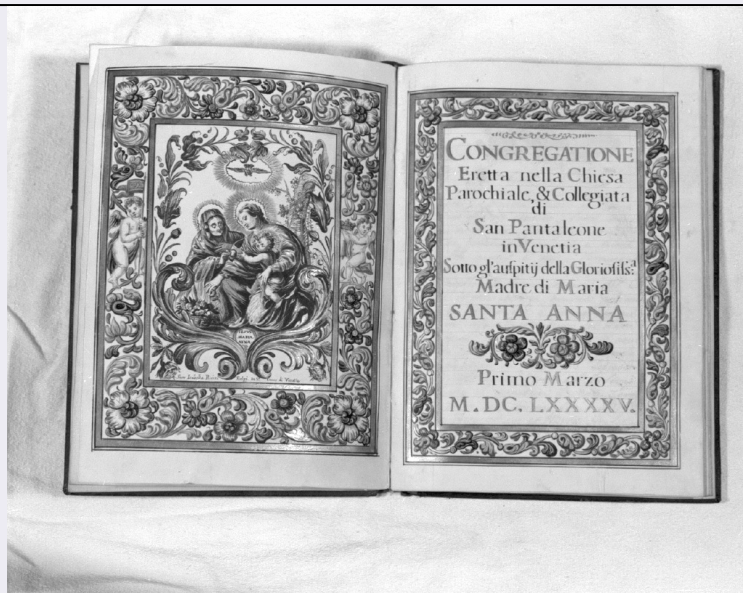 CONGREGATIONE
Eretta nella Chiesa
Parochiale, & Collegiata
di
San Pantaleone
in Venetia
Sotto gl'auſpitij della Glorioſiſs.ª
Madre di Maria
SANTA ANNA
Primo Marzo
M. DC. LXXXXV.